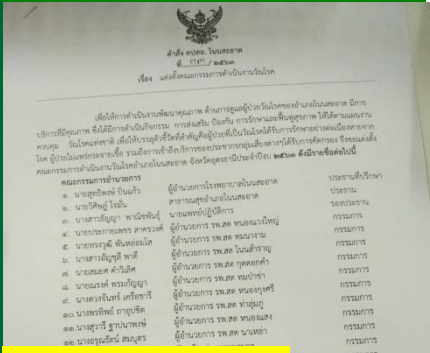 คำสั่ง คปสอ. โนนสะอาด
ที่ / ๒๕๖๓
เรื่อง แต่งตั้งคณะกรรมการดำเนินงานวัณโรค
เพื่อให้การดำเนินงานพัฒนาคุณภาพ ด้านการดูแลผู้ป่วยวัณโรคของอำเภอโนนสะอาด มีการ
บริการที่มีคุณภาพ ซึ่งได้มีการดำเนินกิจกรรม การส่งเสริม ป้องกัน การรักษาและฟื้นฟูสุขภาพ ให้ได้ตามแผนงาน
ควบคุม วัณโรคแห่งชาติ เพื่อให้บรรลุตัวชี้วัดที่สำคัญถึงผู้ป่วยที่เป็นวัณโรคได้รับการรักษาอย่างต่อเนื่องหายจาก
โรค ผู้ป่วยไม่แพร่กระจายเชื้อ รวมถึงการเข้าถึงบริการของประชากรกลุ่มเสี่ยงต่างๆได้รับการคัดกรอง จึงขอแต่งตั้ง
คณะกรรมการดำเนินงานวัณโรคอำเภอโนนสะอาด จังหวัดอุดรธานีประจำปีงบ ๒๕๖๓ ดังมีรายชื่อต่อไปนี้
คณะกรรมการอำนวยการ
๑. นายสุทธิพงษ์ ปิ่นแก้ว ผู้อำนวยการโรงพยาบาลโนนสะอาด ประธานที่ปรึกษา
๒. นายวิศิษฎ์ ใจมั่น สาธารณสุขอำเภอโนนสะอาด ประธาน
๓. นางสาวธัญญา พาณิชพันธุ์ นายแพทย์ปฏิบัติการ รองประธาน
๔. นายประกายเพชร สาครวงค์ ผู้อำนวยการ รพ.สต หนองแวงใหญ่ กรรมการ
๕. นายทรงวุฒิ พันหล่อมโส ผู้อำนวยการ รพ.สต ทมนางาม กรรมการ
๖. นางสาวอัญชุลี พาดี ผู้อำนวยการ รพ.สต โนนสำราญ กรรมการ
๗. นายสมยศ คำวิเลิศ ผู้อำนวยการ รพ.สต กุดดอกคำ กรรมการ
๘. นายณรงค์ พรมกัญญา ผู้อำนวยการ รพ.สต ทมป่าข่า กรรมการ
๙. นางดวงจันทร์ เครือชารี ผู้อำนวยการ รพ.สต หนองกุงศรี กรรมการ
๑๐.นางพรทิพย์ ถาอุปชิต ผู้อำนวยการ รพ.สต ท่าสุ่มภู กรรมการ
๑๑.นางสุวารี ฐาปนาพงษ์ ผู้อำนวยการ รพ.สต หนองแสง กรรมการ
๑๒.นางอรุณรัตน์ สมบุตร ผู้อำนวยการ รพ.สต นาเหล่า กรรมการ